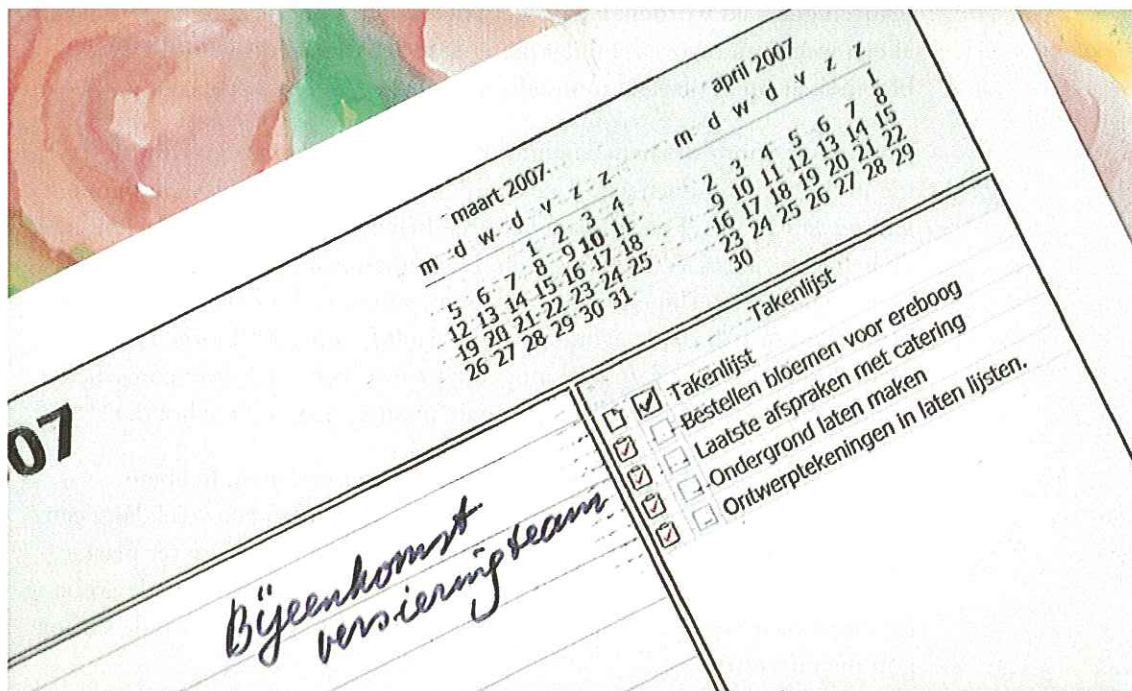 maart 2007
m d w d v z z
1 2 3 4
5 6 7 8 9 10 11
12 13 14 15 16 17 18
19 20 21 22 23 24 25
26 27 28 29 30 31
april 2007
m d w d v z z
1
2 3 4 5 6 7 8
9 10 11 12 13 14 15
16 17 18 19 20 21 22
23 24 25 26 27 28 29
30
07
Takenlijst
Takenlijst
Bestellen bloemen voor ereboog
Laatste afspraken met catering
Ondergrond laten maken
Ontwerptekeningen in laten lijsten.
Bijeenkomst
versieringteam